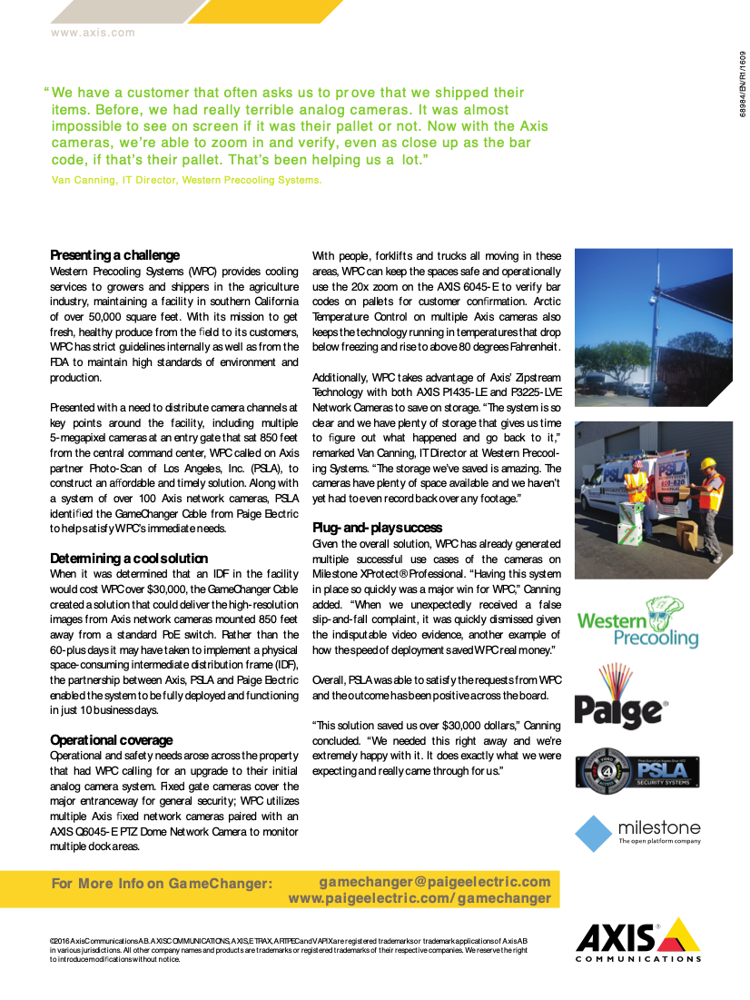 www.axis.com
68984/EN/R1/1609
“We have a customer that often asks us to prove that we shipped their
items. Before, we had really terrible analog cameras. It was almost
impossible to see on screen if it was their pallet or not. Now with the Axis
cameras, we’re able to zoom in and verify, even as close up as the bar
code, if that’s their pallet. That’s been helping us a lot.”
Van Canning, IT Director, Western Precooling Systems.
Presenting a challenge
Western Precooling Systems (WPC) provides cooling
services to growers and shippers in the agriculture
industry, maintaining a facility in southern California
of over 50,000 square feet. With its mission to get
fresh, healthy produce from the field to its customers,
WPC has strict guidelines internally as well as from the
FDA to maintain high standards of environment and
production.
Presented with a need to distribute camera channels at
key points around the facility, including multiple
5-megapixel cameras at an entry gate that sat 850 feet
from the central command center, WPC called on Axis
partner Photo-Scan of Los Angeles, Inc. (PSLA), to
construct an affordable and timely solution. Along with
a system of over 100 Axis network cameras, PSLA
identified the GameChanger Cable from Paige Electric
to help satisfy WPC’s immediate needs.
Determining a cool solution
When it was determined that an IDF in the facility
would cost WPC over $30,000, the GameChanger Cable
created a solution that could deliver the high-resolution
images from Axis network cameras mounted 850 feet
away from a standard PoE switch. Rather than the
60-plus days it may have taken to implement a physical
space-consuming intermediate distribution frame (IDF),
the partnership between Axis, PSLA and Paige Electric
enabled the system to be fully deployed and functioning
in just 10 business days.
Operational coverage
Operational and safety needs arose across the property
that had WPC calling for an upgrade to their initial
analog camera system. Fixed gate cameras cover the
major entranceway for general security; WPC utilizes
multiple Axis fixed network cameras paired with an
AXIS Q6045-E PTZ Dome Network Camera to monitor
multiple dock areas.
With people, forklifts and trucks all moving in these
areas, WPC can keep the spaces safe and operationally
use the 20x zoom on the AXIS 6045-E to verify bar
codes on pallets for customer confirmation. Arctic
Temperature Control on multiple Axis cameras also
keeps the technology running in temperatures that drop
below freezing and rise to above 80 degrees Fahrenheit.
Additionally, WPC takes advantage of Axis’ Zipstream
Technology with both AXIS P1435-LE and P3225-LVE
Network Cameras to save on storage. “The system is so
clear and we have plenty of storage that gives us time
to figure out what happened and go back to it,”
remarked Van Canning, IT Director at Western Precool-
ing Systems. “The storage we’ve saved is amazing. The
cameras have plenty of space available and we haven’t
yet had to even record back over any footage.”
Plug-and-play success
Given the overall solution, WPC has already generated
multiple successful use cases of the cameras on
Milestone XProtect® Professional. “Having this system
in place so quickly was a major win for WPC,” Canning
added. “When we unexpectedly received a false
slip-and-fall complaint, it was quickly dismissed given
the indisputable video evidence, another example of
how the speed of deployment saved WPC real money.”
Overall, PSLA was able to satisfy the requests from WPC
and the outcome has been positive across the board.
“This solution saved us over $30,000 dollars,” Canning
concluded. “We needed this right away and we’re
extremely happy with it. It does exactly what we were
expecting and really came through for us.”
PSLA
PSLA
Western
Precooling
Paige®
PSLA
SECURITY SYSTEMS
milestone
The open platform company
For More Info on GameChanger:
gamechanger@paigeelectric.com
www.paigeelectric.com/gamechanger
©2016 Axis Communications AB. AXIS COMMUNICATIONS, AXIS, ETRAX, ARTPEC and VAPIX are registered trademarks or trademark applications of Axis AB
in various jurisdictions. All other company names and products are trademarks or registered trademarks of their respective companies. We reserve the right
to introduce modifications without notice.
AXIS®
COMMUNICATIONS